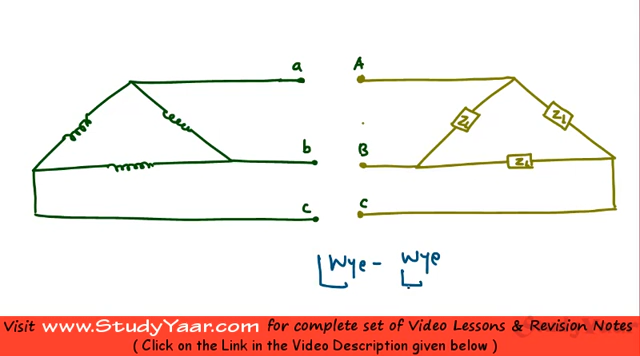 a A
Z₁ Z₁
b B
Z₁
c C
Wye - Wye
Visit www.StudyYaar.com for complete set of Video Lessons & Revision Notes
( Click on the Link in the Video Description given below )